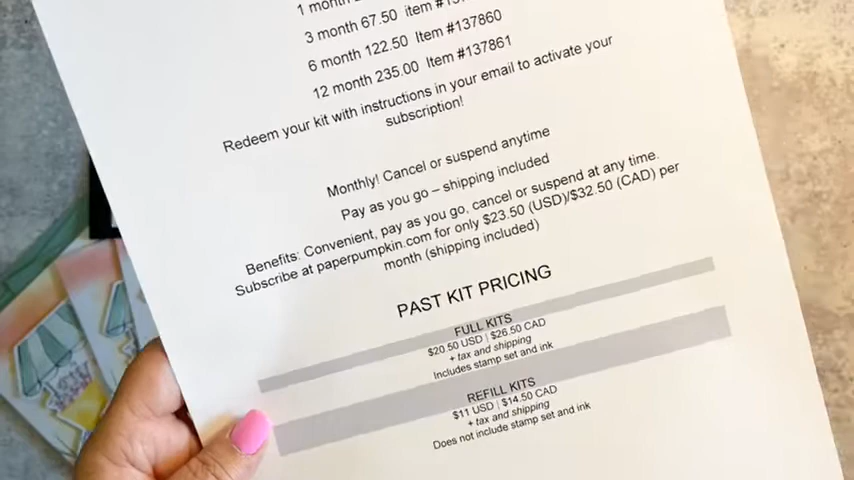 1 month
3 month 67.50 item #137
6 month 122.50 Item #137860
12 month 235.00 Item #137861
Redeem your kit with instructions in your email to activate your
subscription!
Monthly! Cancel or suspend anytime
Pay as you go – shipping included
Benefits: Convenient, pay as you go, cancel or suspend at any time.
Subscribe at paperpumpkin.com for only $23.50 (USD)/$32.50 (CAD) per
month (shipping included)
PAST KIT PRICING
FULL KITS
$20.50 USD | $26.50 CAD
+ tax and shipping
Includes stamp set and ink
REFILL KITS
$11 USD | $14.50 CAD
+ tax and shipping
Does not include stamp set and ink